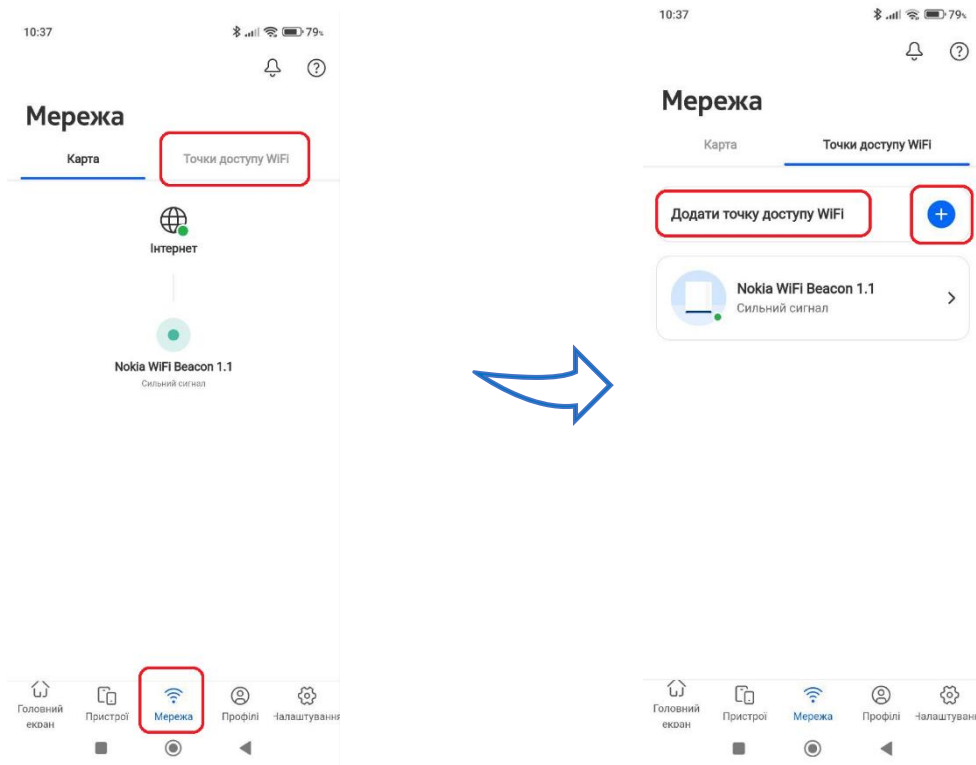 10:37
79%
Мережа
Карта
Точки доступу WiFi
Інтернет
Nokia WiFi Beacon 1.1
Сильний сигнал
Головний
екран
Пристрої
Мережа
Профілі
Налаштування
10:37
79%
Мережа
Карта
Точки доступу WiFi
Додати точку доступу WiFi
Nokia WiFi Beacon 1.1
Сильний сигнал
Головний
екран
Пристрої
Мережа
Профілі
Налаштуван